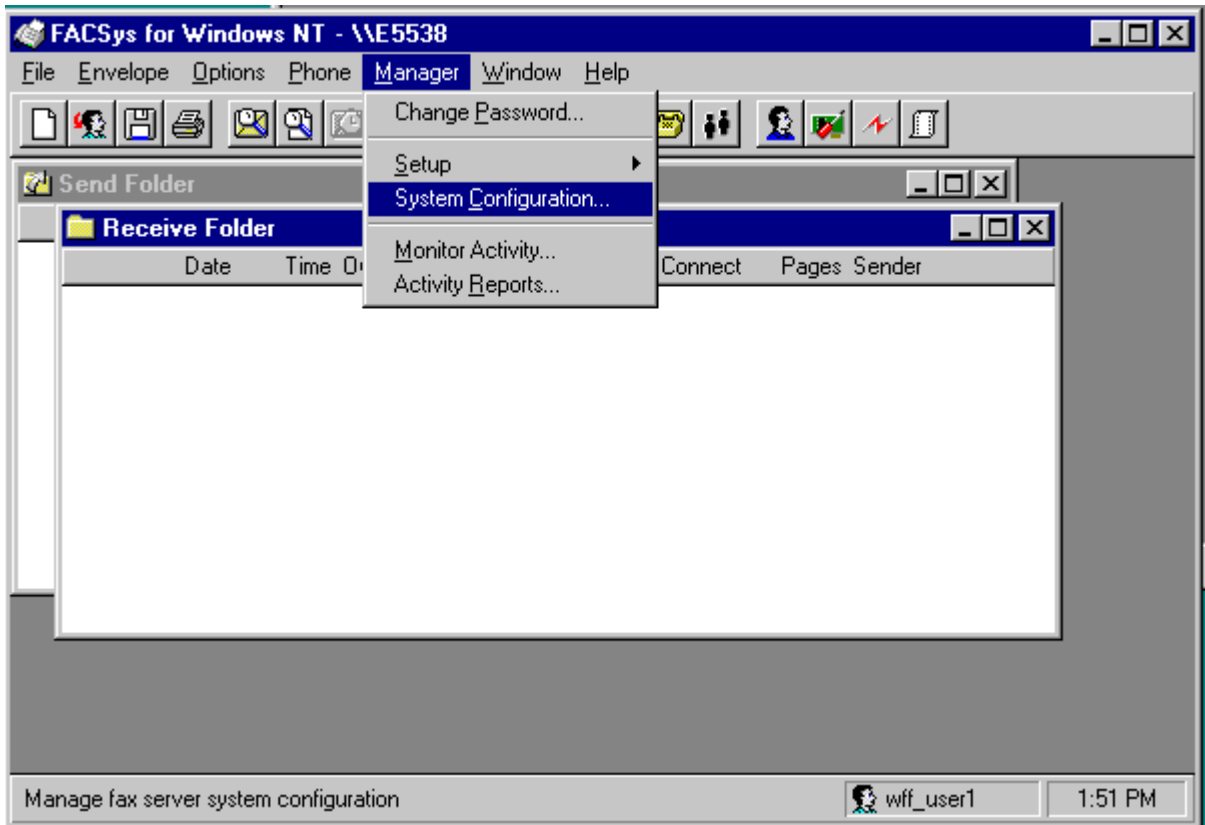 FACSys for Windows NT - \\E5538
File Envelope Options Phone Manager Window Help
Change Password...
Setup
System Configuration...
Monitor Activity...
Activity Reports...
Send Folder
Receive Folder
Date Time Connect Pages Sender
Manage fax server system configuration
wff_user1
1:51 PM